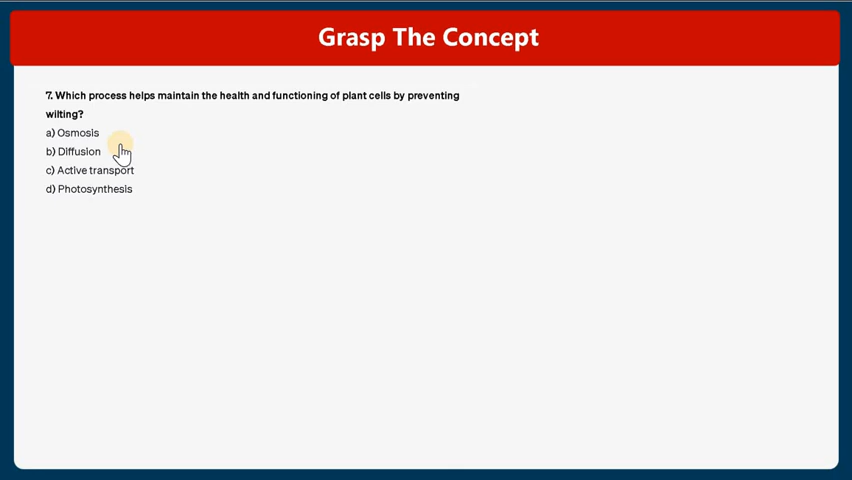 Grasp The Concept
7. Which process helps maintain the health and functioning of plant cells by preventing
wilting?
a) Osmosis
b) Diffusion
c) Active transport
d) Photosynthesis